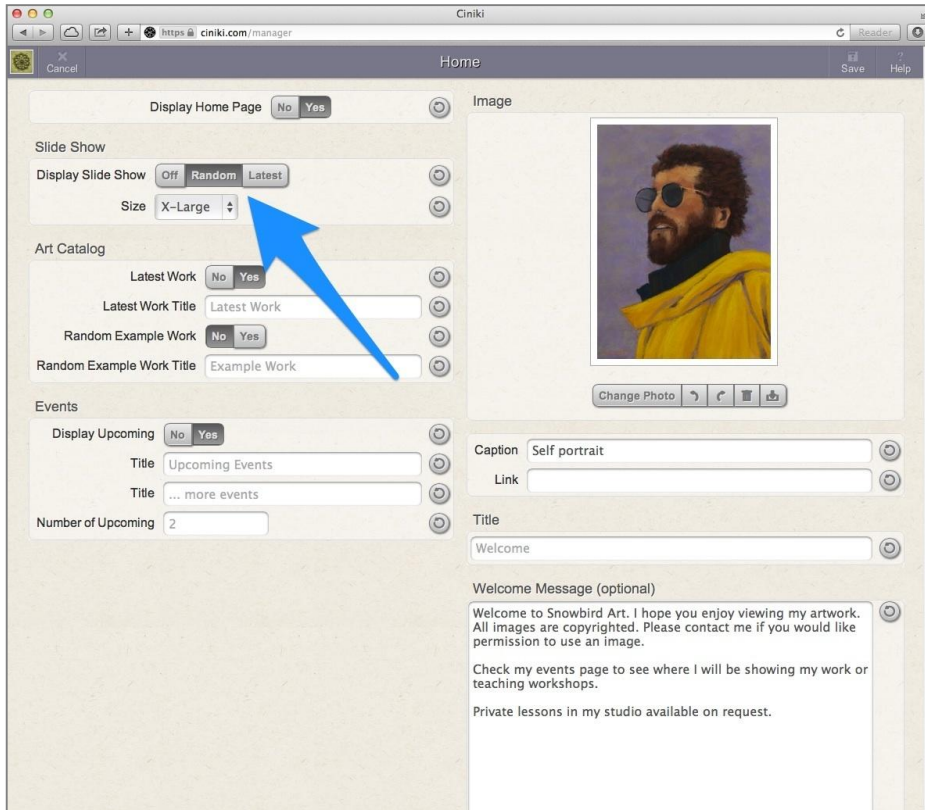 Ciniki
https ciniki.com/manager
Reader
Cancel
Home
Save
Help
Display Home Page No Yes
Slide Show
Display Slide Show Off Random Latest
Size X-Large
Art Catalog
Latest Work No Yes
Latest Work Title Latest Work
Random Example Work No Yes
Random Example Work Title Example Work
Events
Display Upcoming No Yes
Title Upcoming Events
Title ... more events
Number of Upcoming 2
Image
Change Photo
Caption Self portrait
Link
Title
Welcome
Welcome Message (optional)
Welcome to Snowbird Art. I hope you enjoy viewing my artwork.
All images are copyrighted. Please contact me if you would like
permission to use an image.
Check my events page to see where I will be showing my work or
teaching workshops.
Private lessons in my studio available on request.